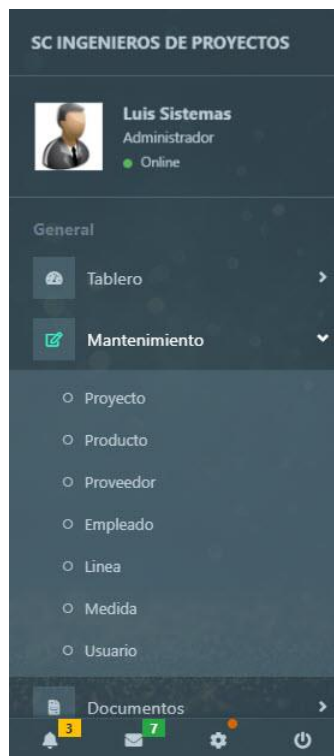 SC INGENIEROS DE PROYECTOS
Luis Sistemas
Administrador
Online
General
Tablero
Mantenimiento
Proyecto
Producto
Proveedor
Empleado
Linea
Medida
Usuario
Documentos
3
7